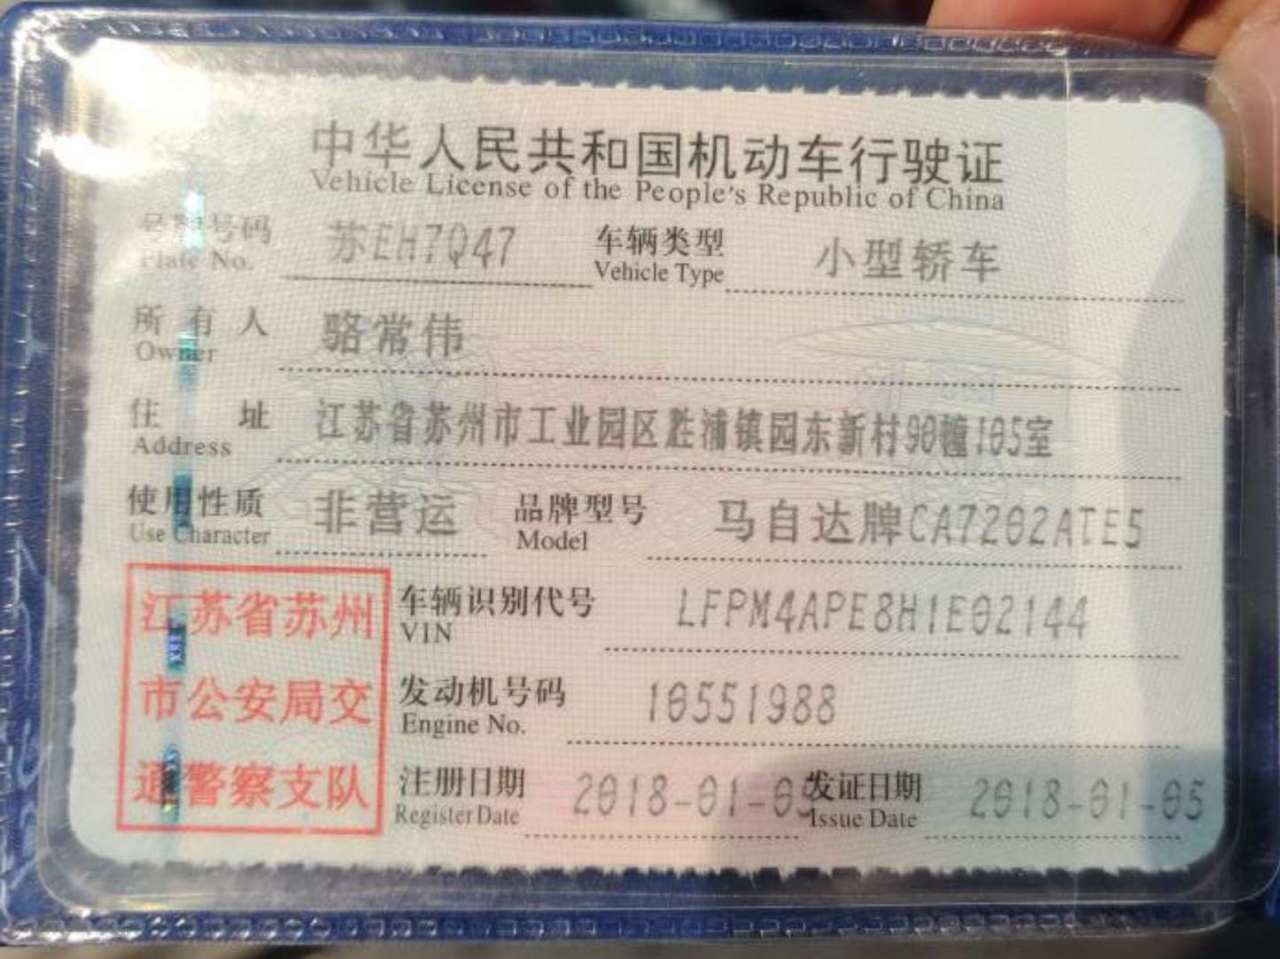 中华人民共和国机动车行驶证
Vehicle License of the People's Republic of China
号牌号码 苏EH7Q47 车辆类型 小型轿车
Plate No. Vehicle Type
所有人 骆常伟
Owner
住址 江苏省苏州市工业园区胜浦镇园东新村90幢105室
Address
使用性质 非营运 品牌型号 马自达牌CA7202ATE5
Use Character Model
江苏省苏州
市公安局交
通警察支队
车辆识别代号 LFPM4APE8H1E02144
VIN
发动机号码 10551988
Engine No.
注册日期 2018-01-05 发证日期 2018-01-05
Register Date Issue Date